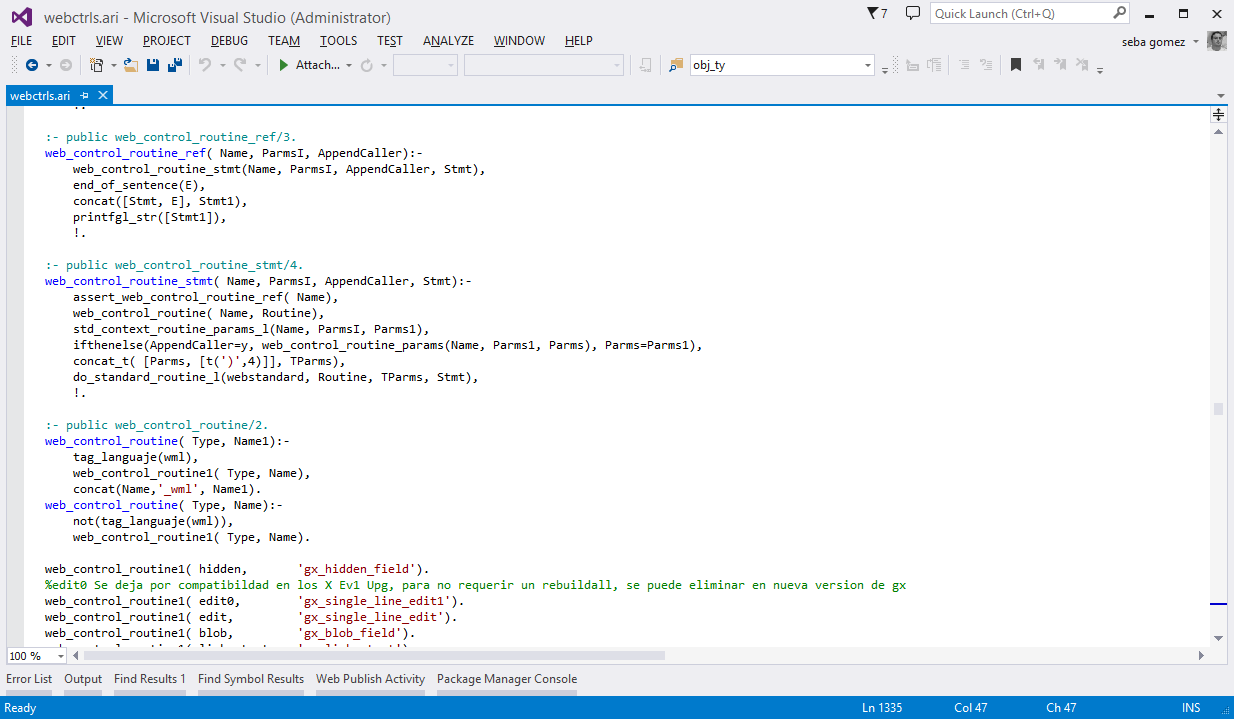 webctrls.ari - Microsoft Visual Studio (Administrator)
7
Quick Launch (Ctrl+Q)
FILE EDIT VIEW PROJECT DEBUG TEAM TOOLS TEST ANALYZE WINDOW HELP
seba gomez
Attach...
obj_ty
webctrls.ari
:- public web_control_routine_ref/3.
web_control_routine_ref( Name, ParmsI, AppendCaller):-
    web_control_routine_stmt(Name, ParmsI, AppendCaller, Stmt),
    end_of_sentence(E),
    concat([Stmt, E], Stmt1),
    printfgl_str([Stmt1]),
    !.
:- public web_control_routine_stmt/4.
web_control_routine_stmt( Name, ParmsI, AppendCaller, Stmt):-
    assert_web_control_routine_ref( Name),
    web_control_routine( Name, Routine),
    std_context_routine_params_l(Name, ParmsI, Parms1),
    ifthenelse(AppendCaller=y, web_control_routine_params(Name, Parms1, Parms), Parms=Parms1),
    concat_t( [Parms, [t(')',4)]], TParms),
    do_standard_routine_l(webstandard, Routine, TParms, Stmt),
    !.
:- public web_control_routine/2.
web_control_routine( Type, Name1):-
    tag_languaje(wml),
    web_control_routine1( Type, Name),
    concat(Name,'_wml', Name1).
web_control_routine( Type, Name):-
    not(tag_languaje(wml)),
    web_control_routine1( Type, Name).
web_control_routine1( hidden,       'gx_hidden_field').
%edit0 Se deja por compatibildad en los X Ev1 Upg, para no requerir un rebuildall, se puede eliminar en nueva version de gx
web_control_routine1( edit0,        'gx_single_line_edit1').
web_control_routine1( edit,         'gx_single_line_edit').
web_control_routine1( blob,         'gx_blob_field').
100 %
Error List Output Find Results 1 Find Symbol Results Web Publish Activity Package Manager Console
Ready Ln 1335 Col 47 Ch 47 INS